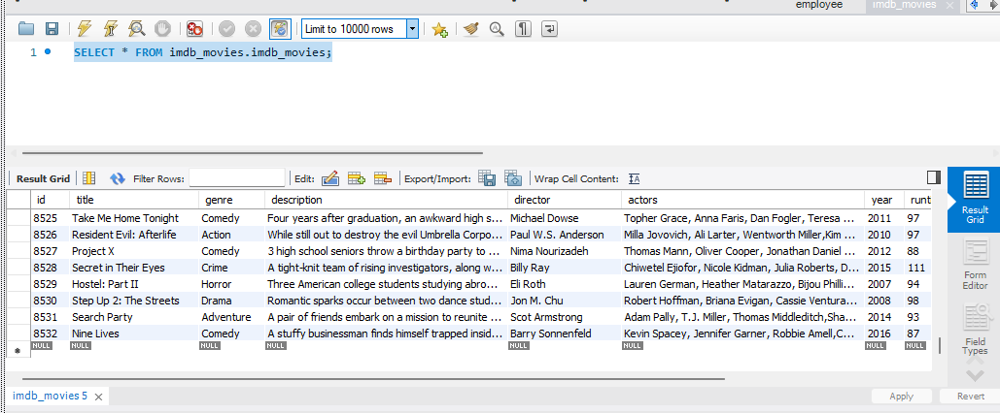 employee imdb_movies
Limit to 10000 rows
1 SELECT * FROM imdb_movies.imdb_movies;
Result Grid Filter Rows: Edit: Export/Import: Wrap Cell Content: IA
id title genre description director actors year runt
8525 Take Me Home Tonight Comedy Four years after graduation, an awkward high s... Michael Dowse Topher Grace, Anna Faris, Dan Fogler, Teresa ... 2011 97
8526 Resident Evil: Afterlife Action While still out to destroy the evil Umbrella Corpo... Paul W.S. Anderson Milla Jovovich, Ali Larter, Wentworth Miller,Kim ... 2010 97
8527 Project X Comedy 3 high school seniors throw a birthday party to ... Nima Nourizadeh Thomas Mann, Oliver Cooper, Jonathan Daniel ... 2012 88
8528 Secret in Their Eyes Crime A tight-knit team of rising investigators, along w... Billy Ray Chiwetel Ejiofor, Nicole Kidman, Julia Roberts, D... 2015 111
8529 Hostel: Part II Horror Three American college students studying abro... Eli Roth Lauren German, Heather Matarazzo, Bijou Philli... 2007 94
8530 Step Up 2: The Streets Drama Romantic sparks occur between two dance stud... Jon M. Chu Robert Hoffman, Briana Evigan, Cassie Ventura... 2008 98
8531 Search Party Adventure A pair of friends embark on a mission to reunite ... Scot Armstrong Adam Pally, T.J. Miller, Thomas Middleditch,Sha... 2014 93
8532 Nine Lives Comedy A stuffy businessman finds himself trapped insid... Barry Sonnenfeld Kevin Spacey, Jennifer Garner, Robbie Amell,C... 2016 87
NULL NULL NULL NULL NULL NULL NULL NULL
Result
Grid
Form
Editor
Field
Types
imdb_movies 5 Apply Revert